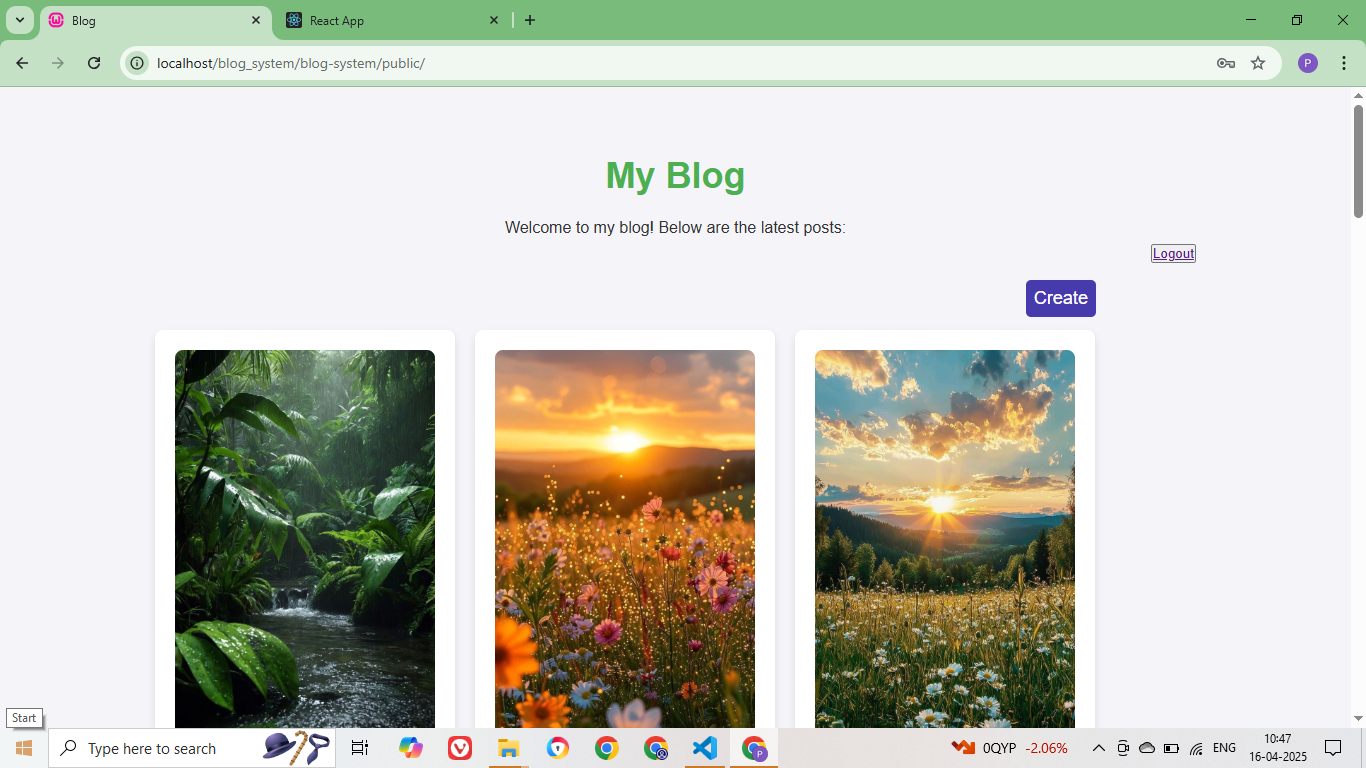 Blog
React App
localhost/blog_system/blog-system/public/
P
My Blog
Welcome to my blog! Below are the latest posts:
Logout
Create
Start
Type here to search
P
0QYP -2.06%
ENG
10:47
16-04-2025